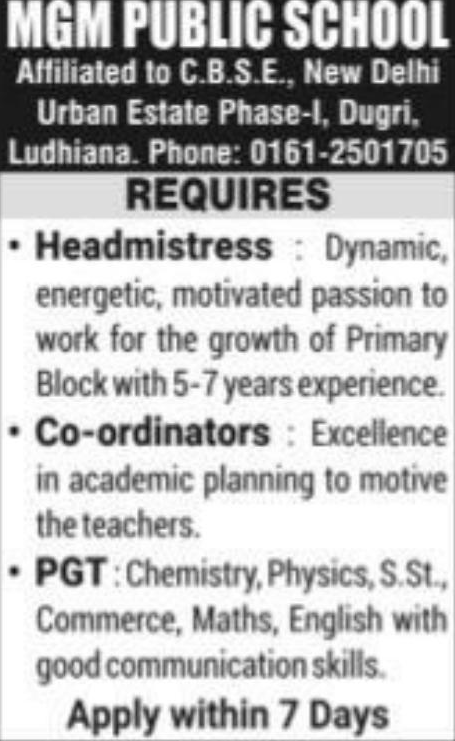 MGM PUBLIC SCHOOL
Affiliated to C.B.S.E., New Delhi
Urban Estate Phase-I, Dugri,
Ludhiana. Phone: 0161-2501705
REQUIRES
• Headmistress : Dynamic,
energetic, motivated passion to
work for the growth of Primary
Block with 5-7 years experience.
• Co-ordinators : Excellence
in academic planning to motive
the teachers.
• PGT : Chemistry, Physics, S.St.,
Commerce, Maths, English with
good communication skills.
Apply within 7 Days